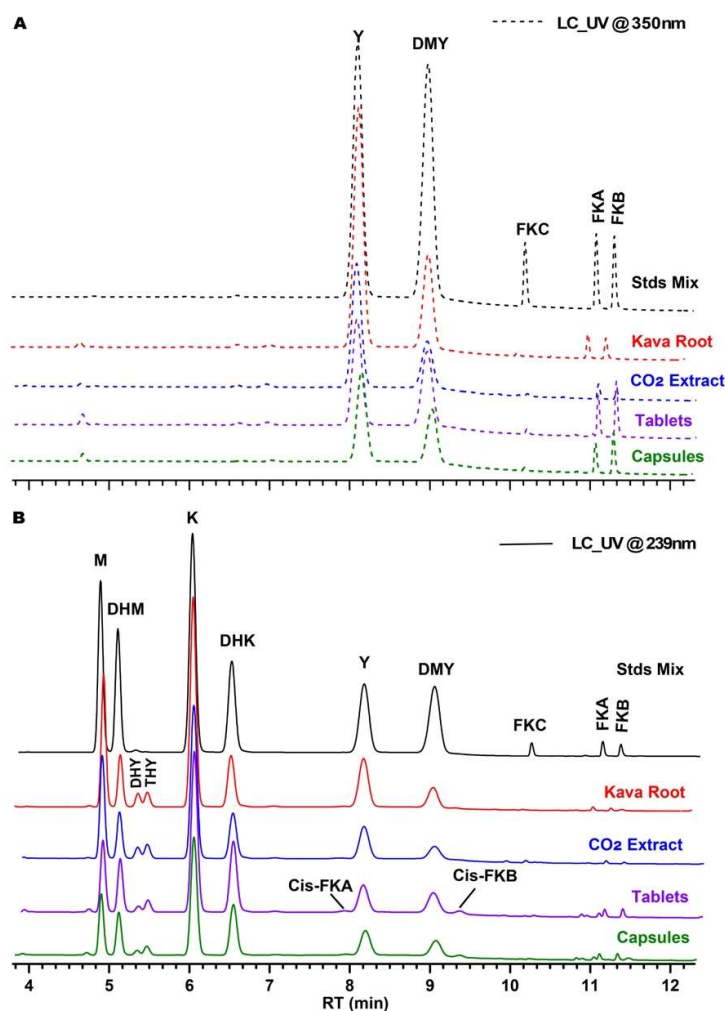 A
LC_UV @ 350nm
Y
DMY
FKC
FKA
FKB
Stds Mix
Kava Root
CO2 Extract
Tablets
Capsules
B
LC_UV @ 239nm
M
DHM
K
DHK
Y
DMY
FKC
FKA
FKB
Stds Mix
DHY
THY
Kava Root
CO2 Extract
Cis-FKA
Cis-FKB
Tablets
Capsules
4 5 6 7 8 9 10 11 12
RT (min)